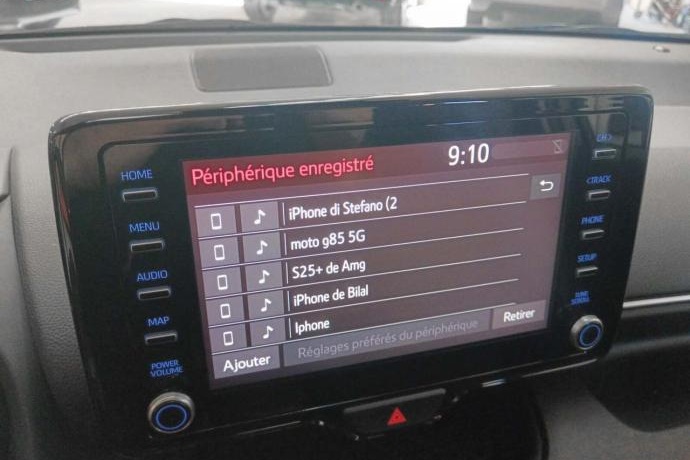 Périphérique enregistré
9:10
iPhone di Stefano (2
moto g85 5G
S25+ de Amg
iPhone de Bilal
Iphone
Ajouter
Réglages préférés du périphérique
Retirer
HOME
MENU
AUDIO
MAP
POWER
VOLUME
TRACK
PHONE
SETUP
TUNE
SCROLL